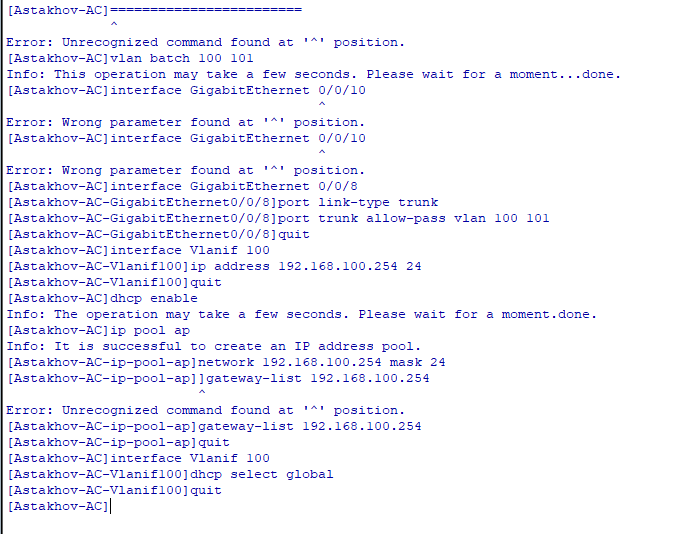 [Astakhov-AC]========================
^
Error: Unrecognized command found at '^' position.
[Astakhov-AC]vlan batch 100 101
Info: This operation may take a few seconds. Please wait for a moment...done.
[Astakhov-AC]interface GigabitEthernet 0/0/10
^
Error: Wrong parameter found at '^' position.
[Astakhov-AC]interface GigabitEthernet 0/0/10
^
Error: Wrong parameter found at '^' position.
[Astakhov-AC]interface GigabitEthernet 0/0/8
[Astakhov-AC-GigabitEthernet0/0/8]port link-type trunk
[Astakhov-AC-GigabitEthernet0/0/8]port trunk allow-pass vlan 100 101
[Astakhov-AC-GigabitEthernet0/0/8]quit
[Astakhov-AC]interface Vlanif 100
[Astakhov-AC-Vlanif100]ip address 192.168.100.254 24
[Astakhov-AC-Vlanif100]quit
[Astakhov-AC]dhcp enable
Info: The operation may take a few seconds. Please wait for a moment.done.
[Astakhov-AC]ip pool ap
Info: It is successful to create an IP address pool.
[Astakhov-AC-ip-pool-ap]network 192.168.100.254 mask 24
[Astakhov-AC-ip-pool-ap]]gateway-list 192.168.100.254
^
Error: Unrecognized command found at '^' position.
[Astakhov-AC-ip-pool-ap]gateway-list 192.168.100.254
[Astakhov-AC-ip-pool-ap]quit
[Astakhov-AC]interface Vlanif 100
[Astakhov-AC-Vlanif100]dhcp select global
[Astakhov-AC-Vlanif100]quit
[Astakhov-AC]